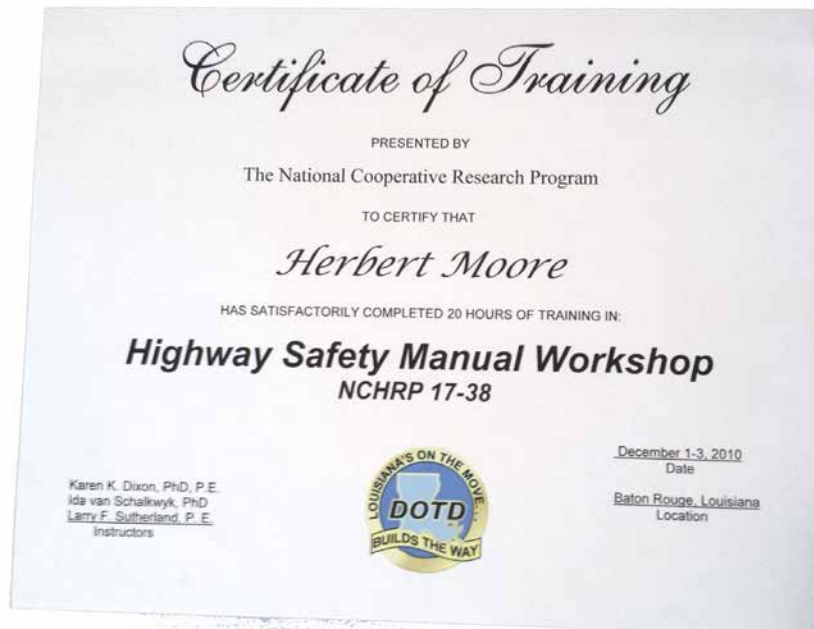 Certificate of Training
PRESENTED BY
The National Cooperative Research Program
TO CERTIFY THAT
Herbert Moore
HAS SATISFACTORILY COMPLETED 20 HOURS OF TRAINING IN:
Highway Safety Manual Workshop
NCHRP 17-38
Karen K. Dixon, PhD, P.E.
Ida van Schalkwyk, PhD
Larry F. Sutherland, P. E.
Instructors
LOUISIANA'S ON THE MOVE...
DOTD
BUILDS THE WAY
December 1-3, 2010
Date
Baton Rouge, Louisiana
Location